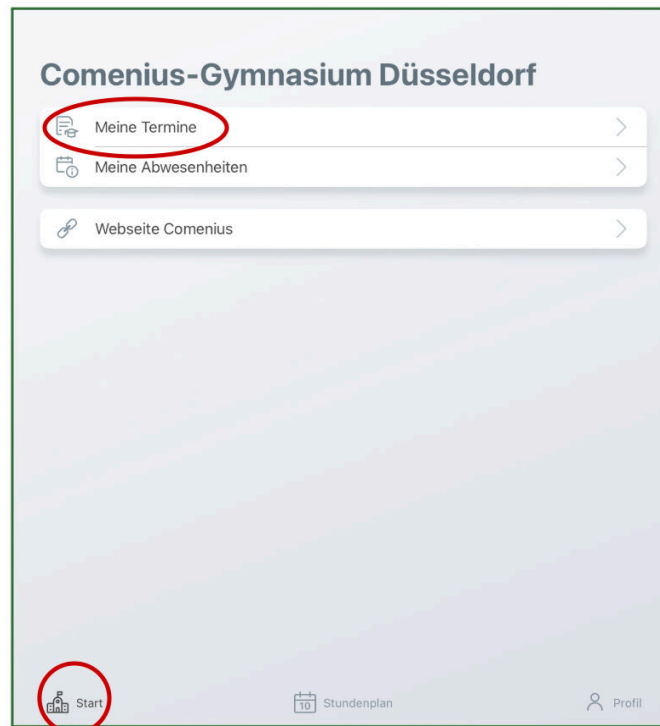 Comenius-Gymnasium Düsseldorf
Meine Termine
Meine Abwesenheiten
Webseite Comenius
Start
10 Stundenplan
Profil